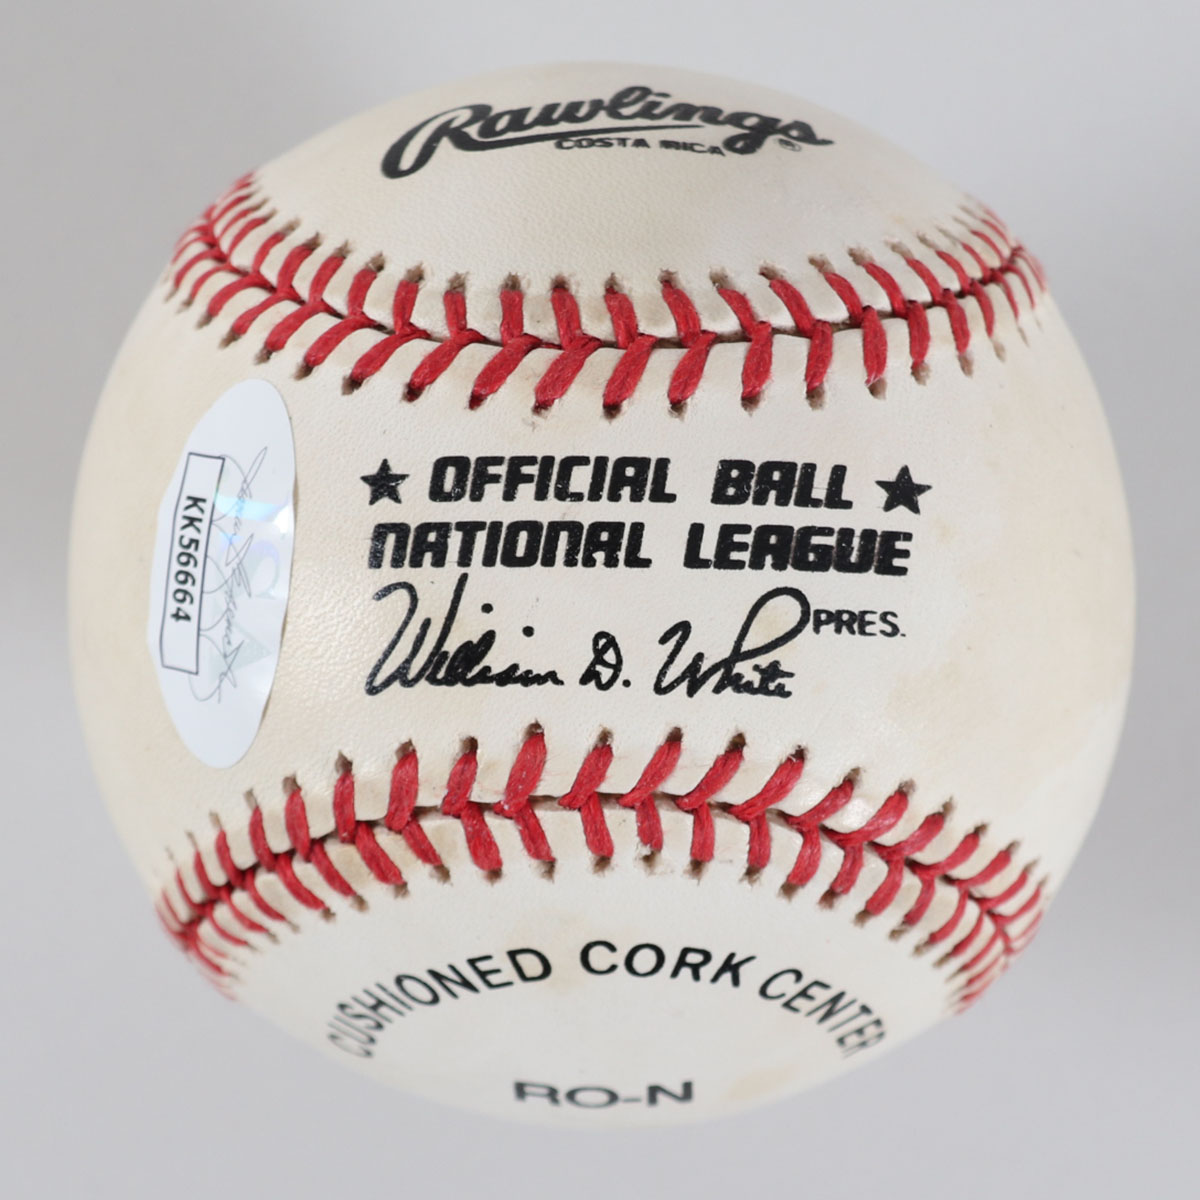 Rawlings®
COSTA RICA
★ OFFICIAL BALL ★
NATIONAL LEAGUE
William D. White PRES.
CUSHIONED CORK CENTER
RO-N
KK56664